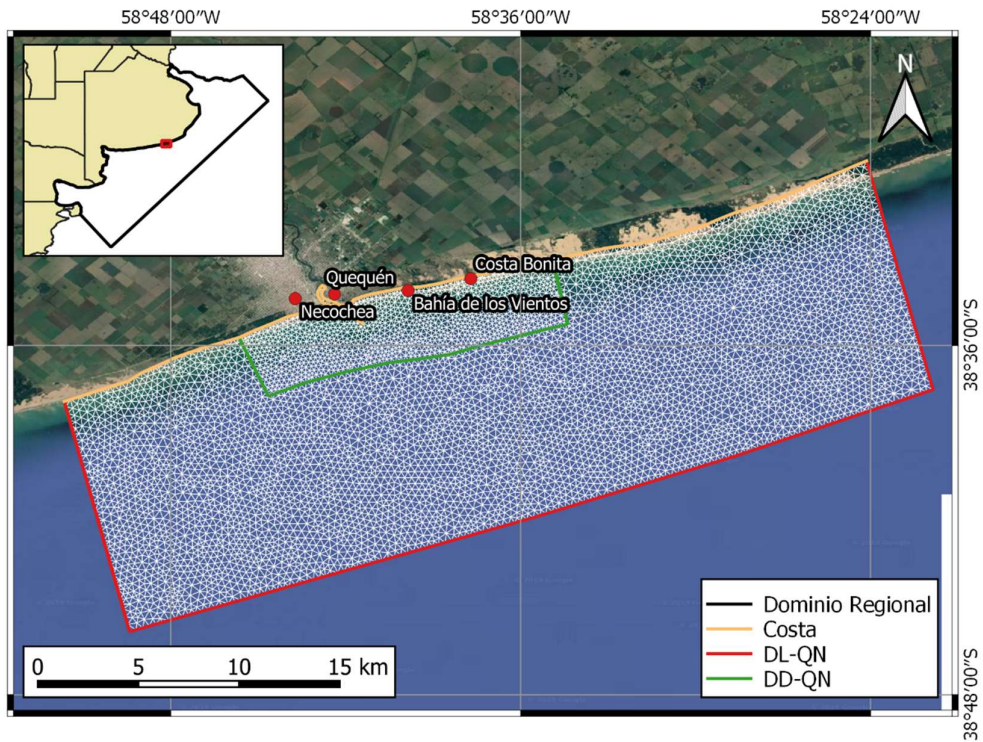 58°48′00″W 58°36′00″W 58°24′00″W
N
Costa Bonita
Quequén
Bahía de los Vientos
Necochea
38°36′00″S
Dominio Regional
Costa
DL-QN
DD-QN
0 5 10 15 km
38°48′00″S